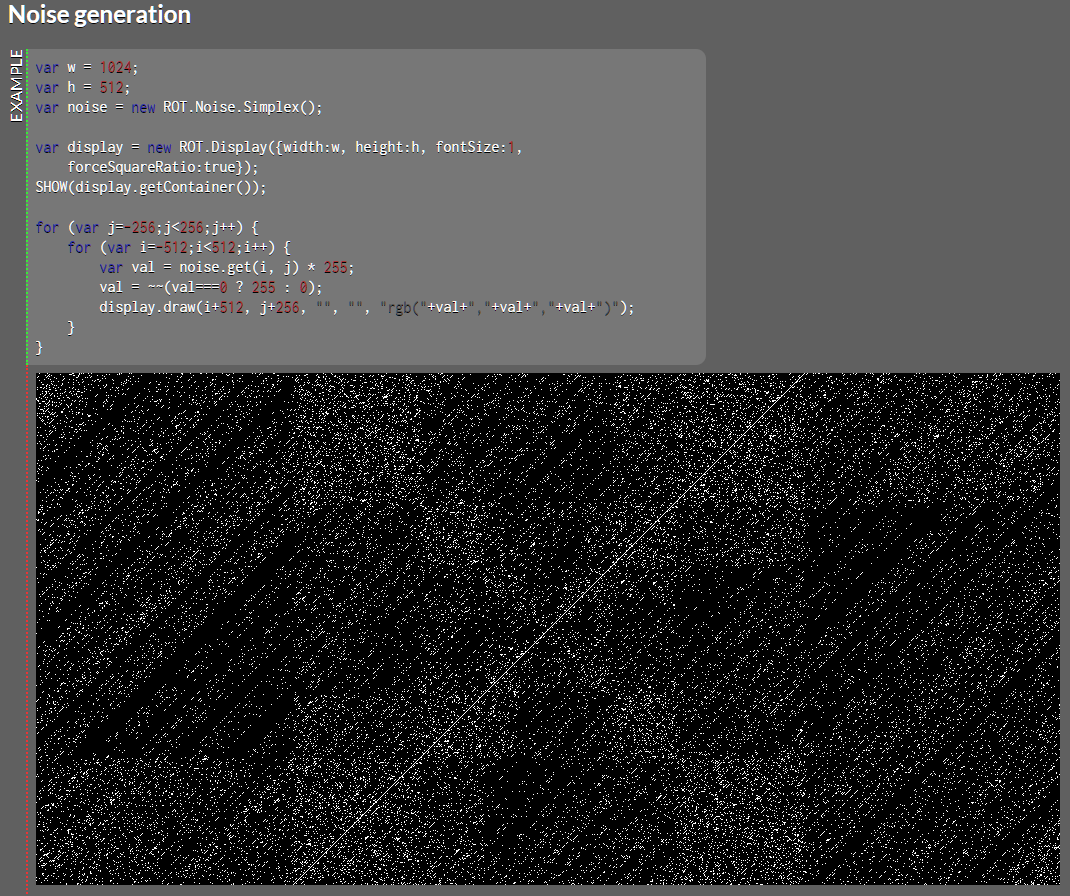 Noise generation
EXAMPLE
var w = 1024;
var h = 512;
var noise = new ROT.Noise.Simplex();
var display = new ROT.Display({width:w, height:h, fontSize:1,
forceSquareRatio:true});
SHOW(display.getContainer());
for (var j=-256;j<256;j++) {
for (var i=-512;i<512;i++) {
var val = noise.get(i, j) * 255;
val = ~~(val===0 ? 255 : 0);
display.draw(i+512, j+256, "", "", "rgb("+val+","+val+","+val+")");
}
}